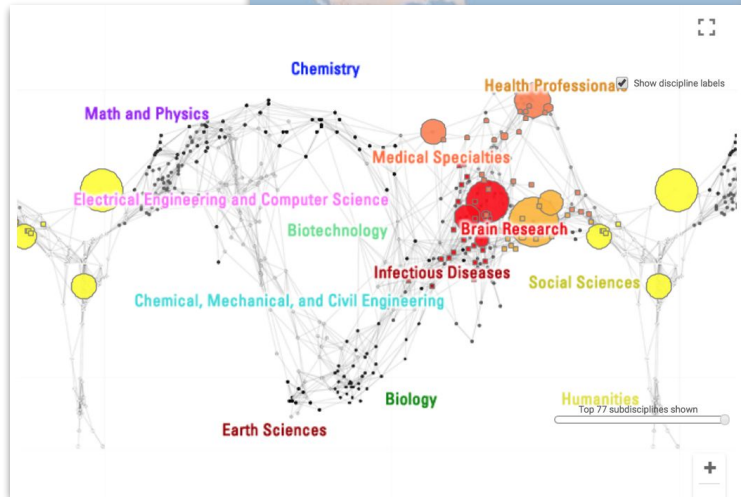 Chemistry
Health Professionals
Show discipline labels
Math and Physics
Medical Specialties
Electrical Engineering and Computer Science
Biotechnology
Brain Research
Infectious Diseases
Social Sciences
Chemical, Mechanical, and Civil Engineering
Biology
Humanities
Top 77 subdisciplines shown
Earth Sciences
+